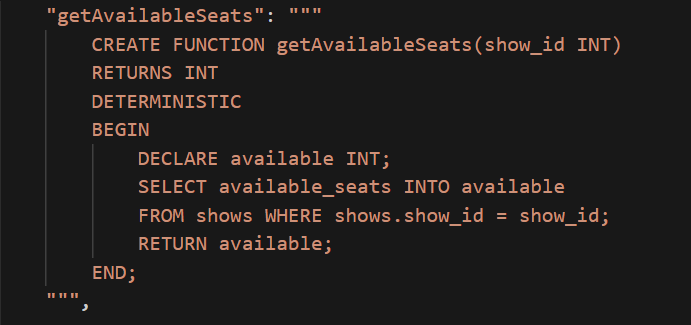 "getAvailableSeats": """
CREATE FUNCTION getAvailableSeats(show_id INT)
RETURNS INT
DETERMINISTIC
BEGIN
DECLARE available INT;
SELECT available_seats INTO available
FROM shows WHERE shows.show_id = show_id;
RETURN available;
END;
""",